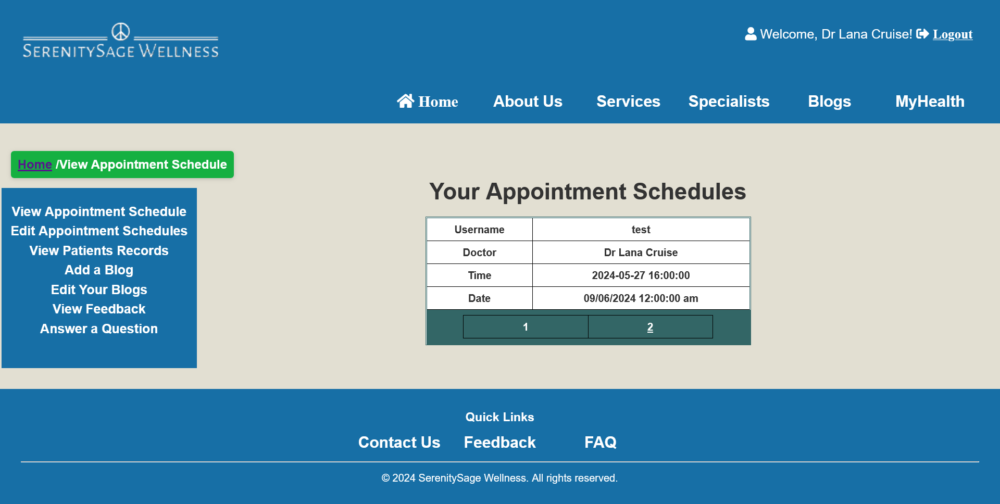 SERENITYSAGE WELLNESS
Welcome, Dr Lana Cruise! Logout
Home About Us Services Specialists Blogs MyHealth
Home /View Appointment Schedule
View Appointment Schedule
Edit Appointment Schedules
View Patients Records
Add a Blog
Edit Your Blogs
View Feedback
Answer a Question
Your Appointment Schedules
Username test
Doctor Dr Lana Cruise
Time 2024-05-27 16:00:00
Date 09/06/2024 12:00:00 am
1 2
Quick Links
Contact Us Feedback FAQ
© 2024 SerenitySage Wellness. All rights reserved.